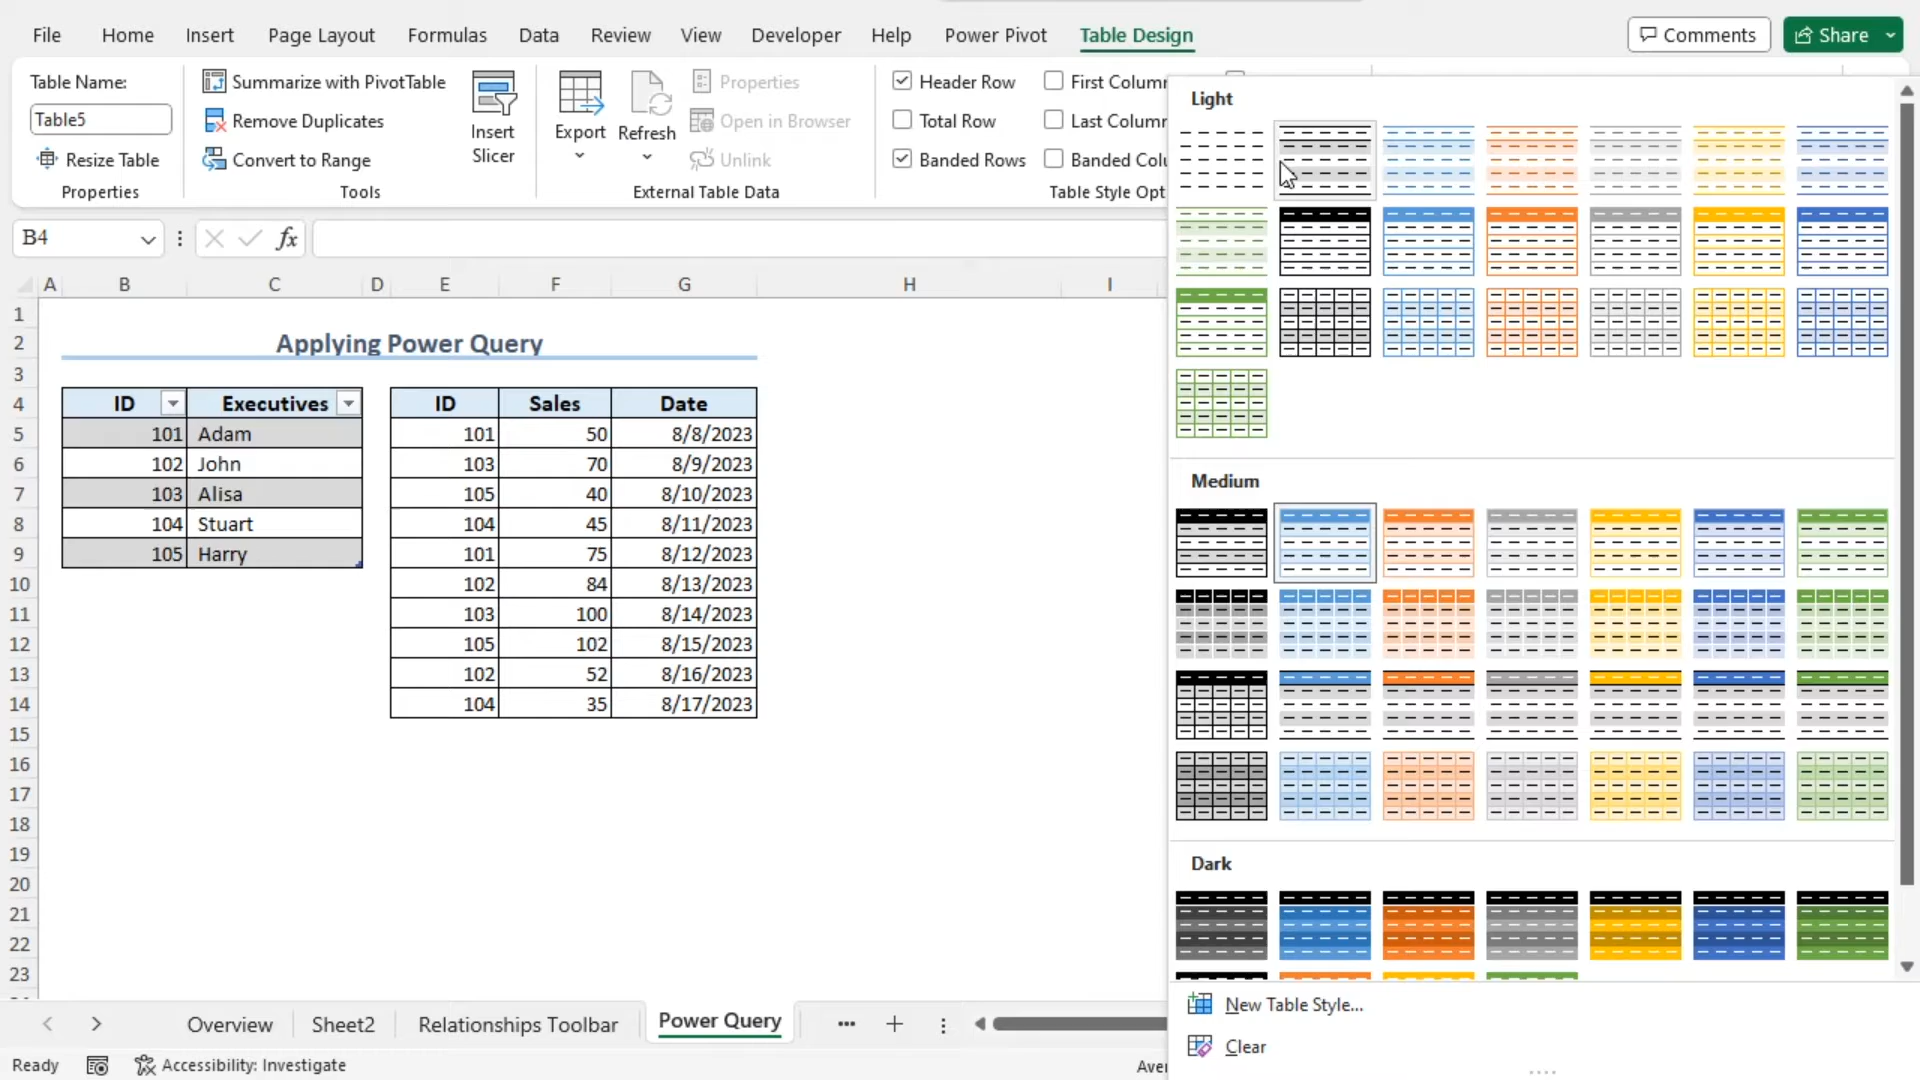 File Home Insert Page Layout Formulas Data Review View Developer Help Power Pivot Table Design Comments Share
Table Name:
Table5
Resize Table
Properties
Summarize with PivotTable
Remove Duplicates
Convert to Range
Tools
Insert
Slicer
Export
Refresh
Properties
Open in Browser
Unlink
External Table Data
Header Row
Total Row
Banded Rows
First Column
Last Column
Banded Colu
Table Style Opt
B4
fx
A B C D E F G H I
1
2 Applying Power Query
3
4 ID Executives ID Sales Date
5 101 Adam 101 50 8/8/2023
6 102 John 103 70 8/9/2023
7 103 Alisa 105 40 8/10/2023
8 104 Stuart 104 45 8/11/2023
9 105 Harry 101 75 8/12/2023
10 102 84 8/13/2023
11 103 100 8/14/2023
12 105 102 8/15/2023
13 102 52 8/16/2023
14 104 35 8/17/2023
15
16
17
18
19
20
21
22
23
Light
Medium
Dark
New Table Style...
Clear
Overview Sheet2 Relationships Toolbar Power Query
Ready Accessibility: Investigate Aver